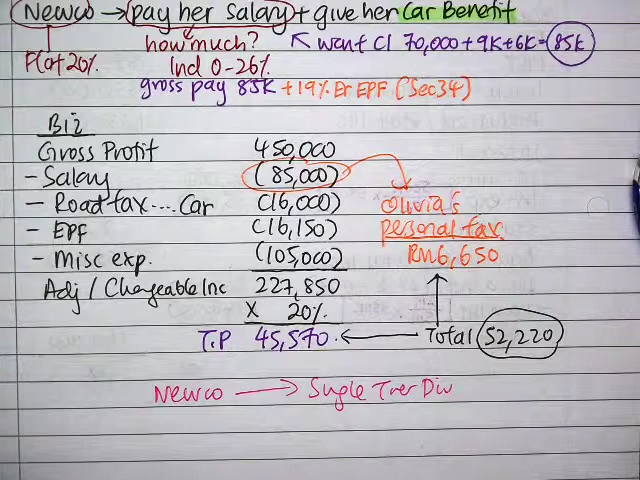 Newco → pay her salary + give her Car Benefit
how much? ← want CI 70,000 + 9K + 6K = 85K
Flat 20% Ind 0-26%
gross pay 85K + 19% Er EPF (Sec34)
Biz
Gross Profit 450,000
- Salary (85,000)
- Road tax....Car (16,000) Olivia's
- EPF (16,150) personal tax
- Misc exp. (105,000) RM6,650
Adj / Chargeable Inc 227,850
X 20%
T.P 45,570 ← Total 52,220
Newco → Single Tier Div